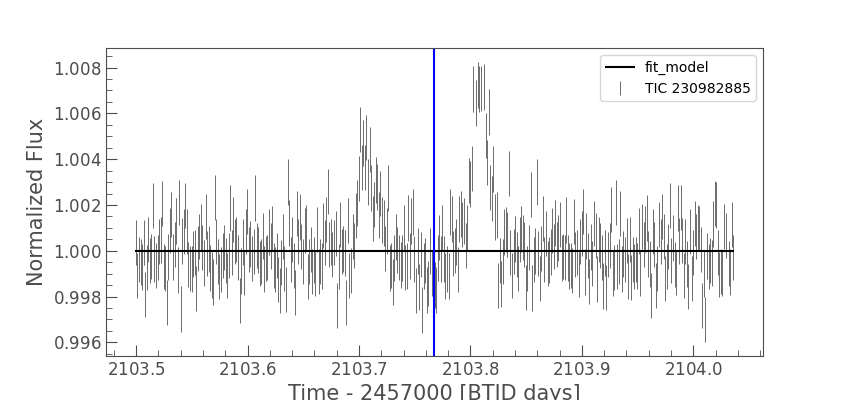 fit_model
TIC 230982885
1.008
1.006
1.004
1.002
1.000
0.998
0.996
Normalized Flux
2103.5 2103.6 2103.7 2103.8 2103.9 2104.0
Time - 2457000 [BTJD days]